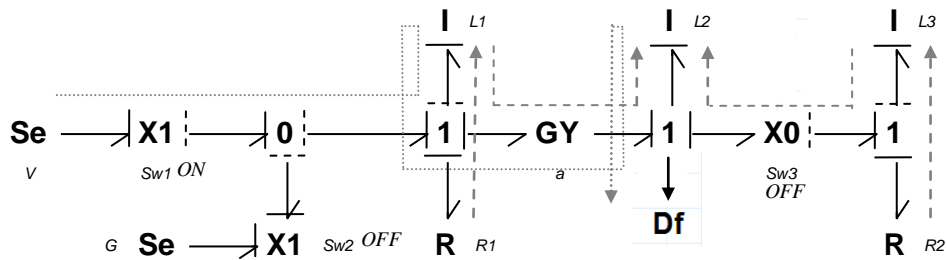 I L1 I L2 I L3
Se X1 0 1 GY 1 X0 1
V Sw1 ON a Sw3
OFF
Df
G Se X1 Sw2 OFF R R1 R R2